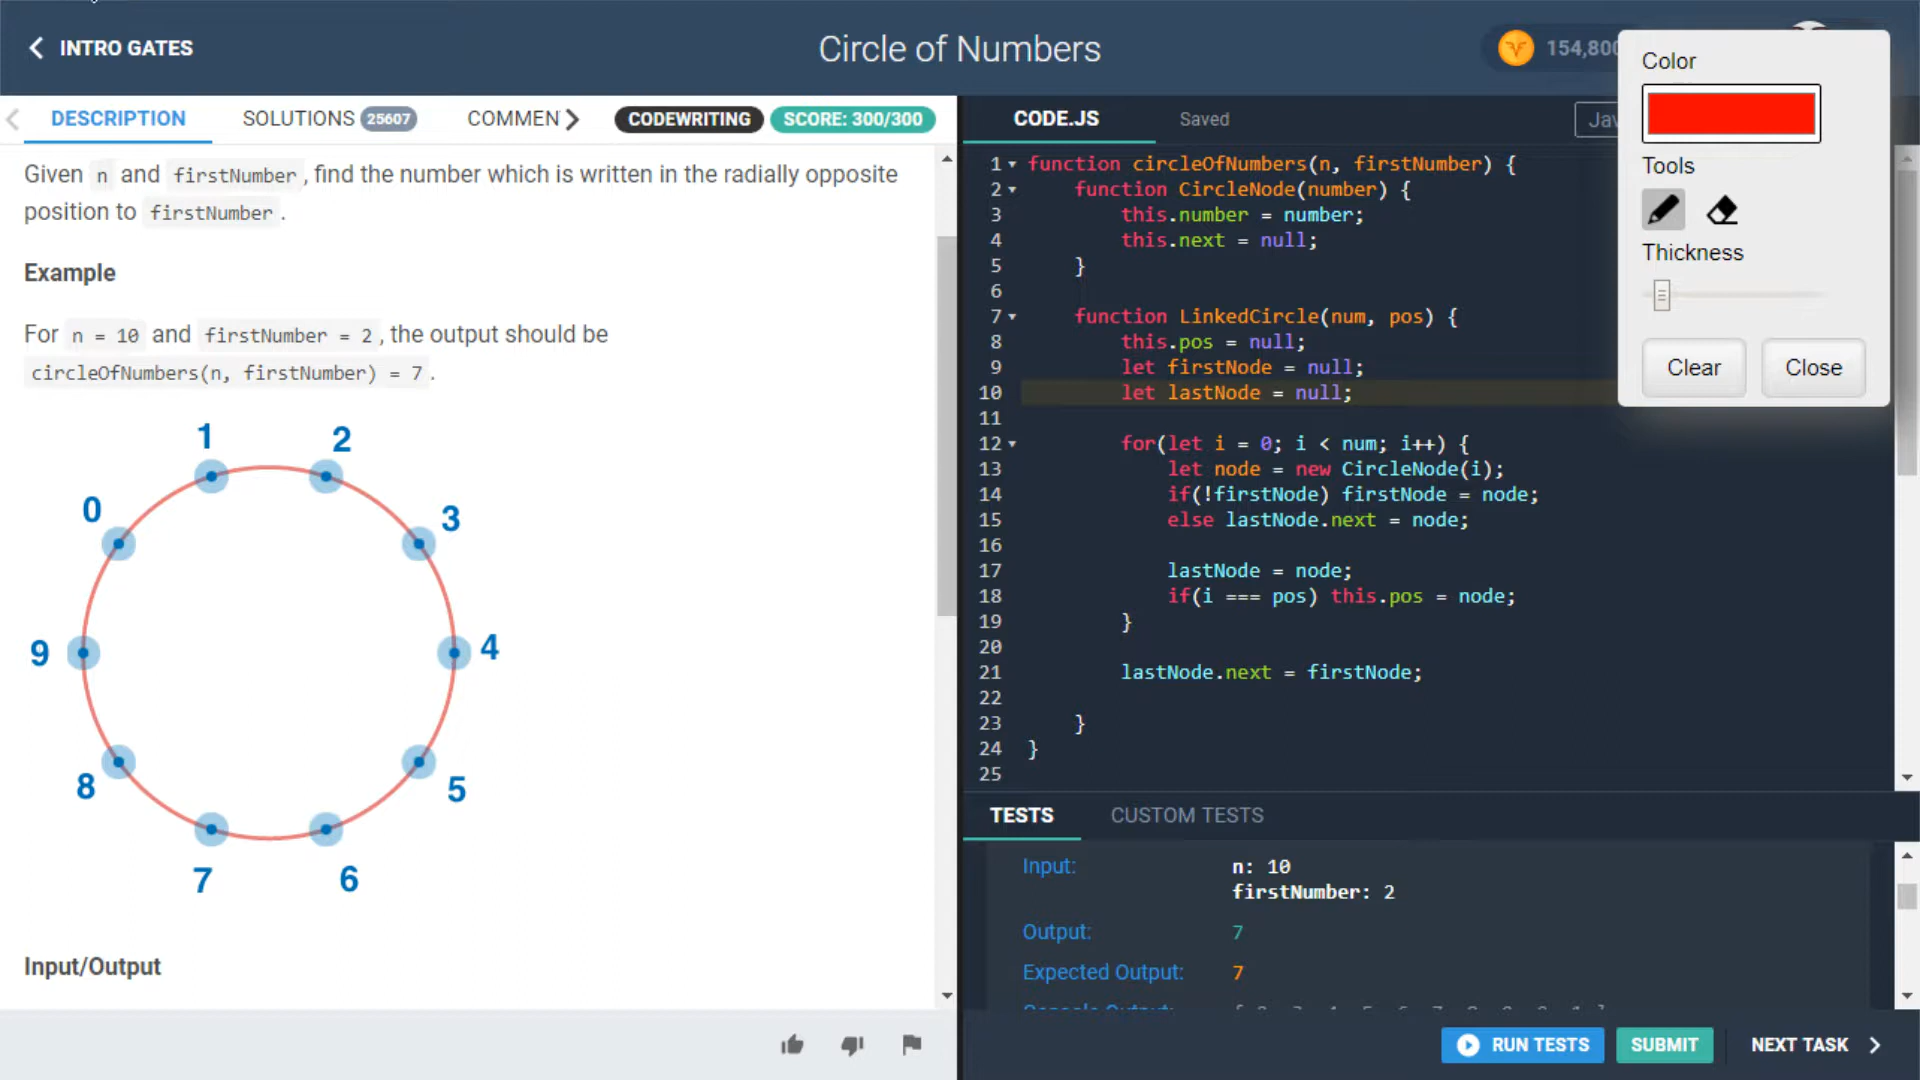 INTRO GATES
Circle of Numbers
154,800
DESCRIPTION
SOLUTIONS 25607
COMMEN
CODEWRITING
SCORE: 300/300
Given n and firstNumber, find the number which is written in the radially opposite
position to firstNumber.
Example
For n = 10 and firstNumber = 2, the output should be
circleOfNumbers(n, firstNumber) = 7.
1
2
0
3
9
4
8
5
7
6
Input/Output
CODE.JS
Saved
Jav
1 function circleOfNumbers(n, firstNumber) {
2     function CircleNode(number) {
3         this.number = number;
4         this.next = null;
5     }
6
7     function LinkedCircle(num, pos) {
8         this.pos = null;
9         let firstNode = null;
10         let lastNode = null;
11
12         for(let i = 0; i < num; i++) {
13             let node = new CircleNode(i);
14             if(!firstNode) firstNode = node;
15             else lastNode.next = node;
16
17             lastNode = node;
18             if(i === pos) this.pos = node;
19         }
20
21         lastNode.next = firstNode;
22
23     }
24 }
25
Color
Tools
Thickness
Clear
Close
TESTS
CUSTOM TESTS
Input:
n: 10
firstNumber: 2
Output:
7
Expected Output:
7
RUN TESTS
SUBMIT
NEXT TASK